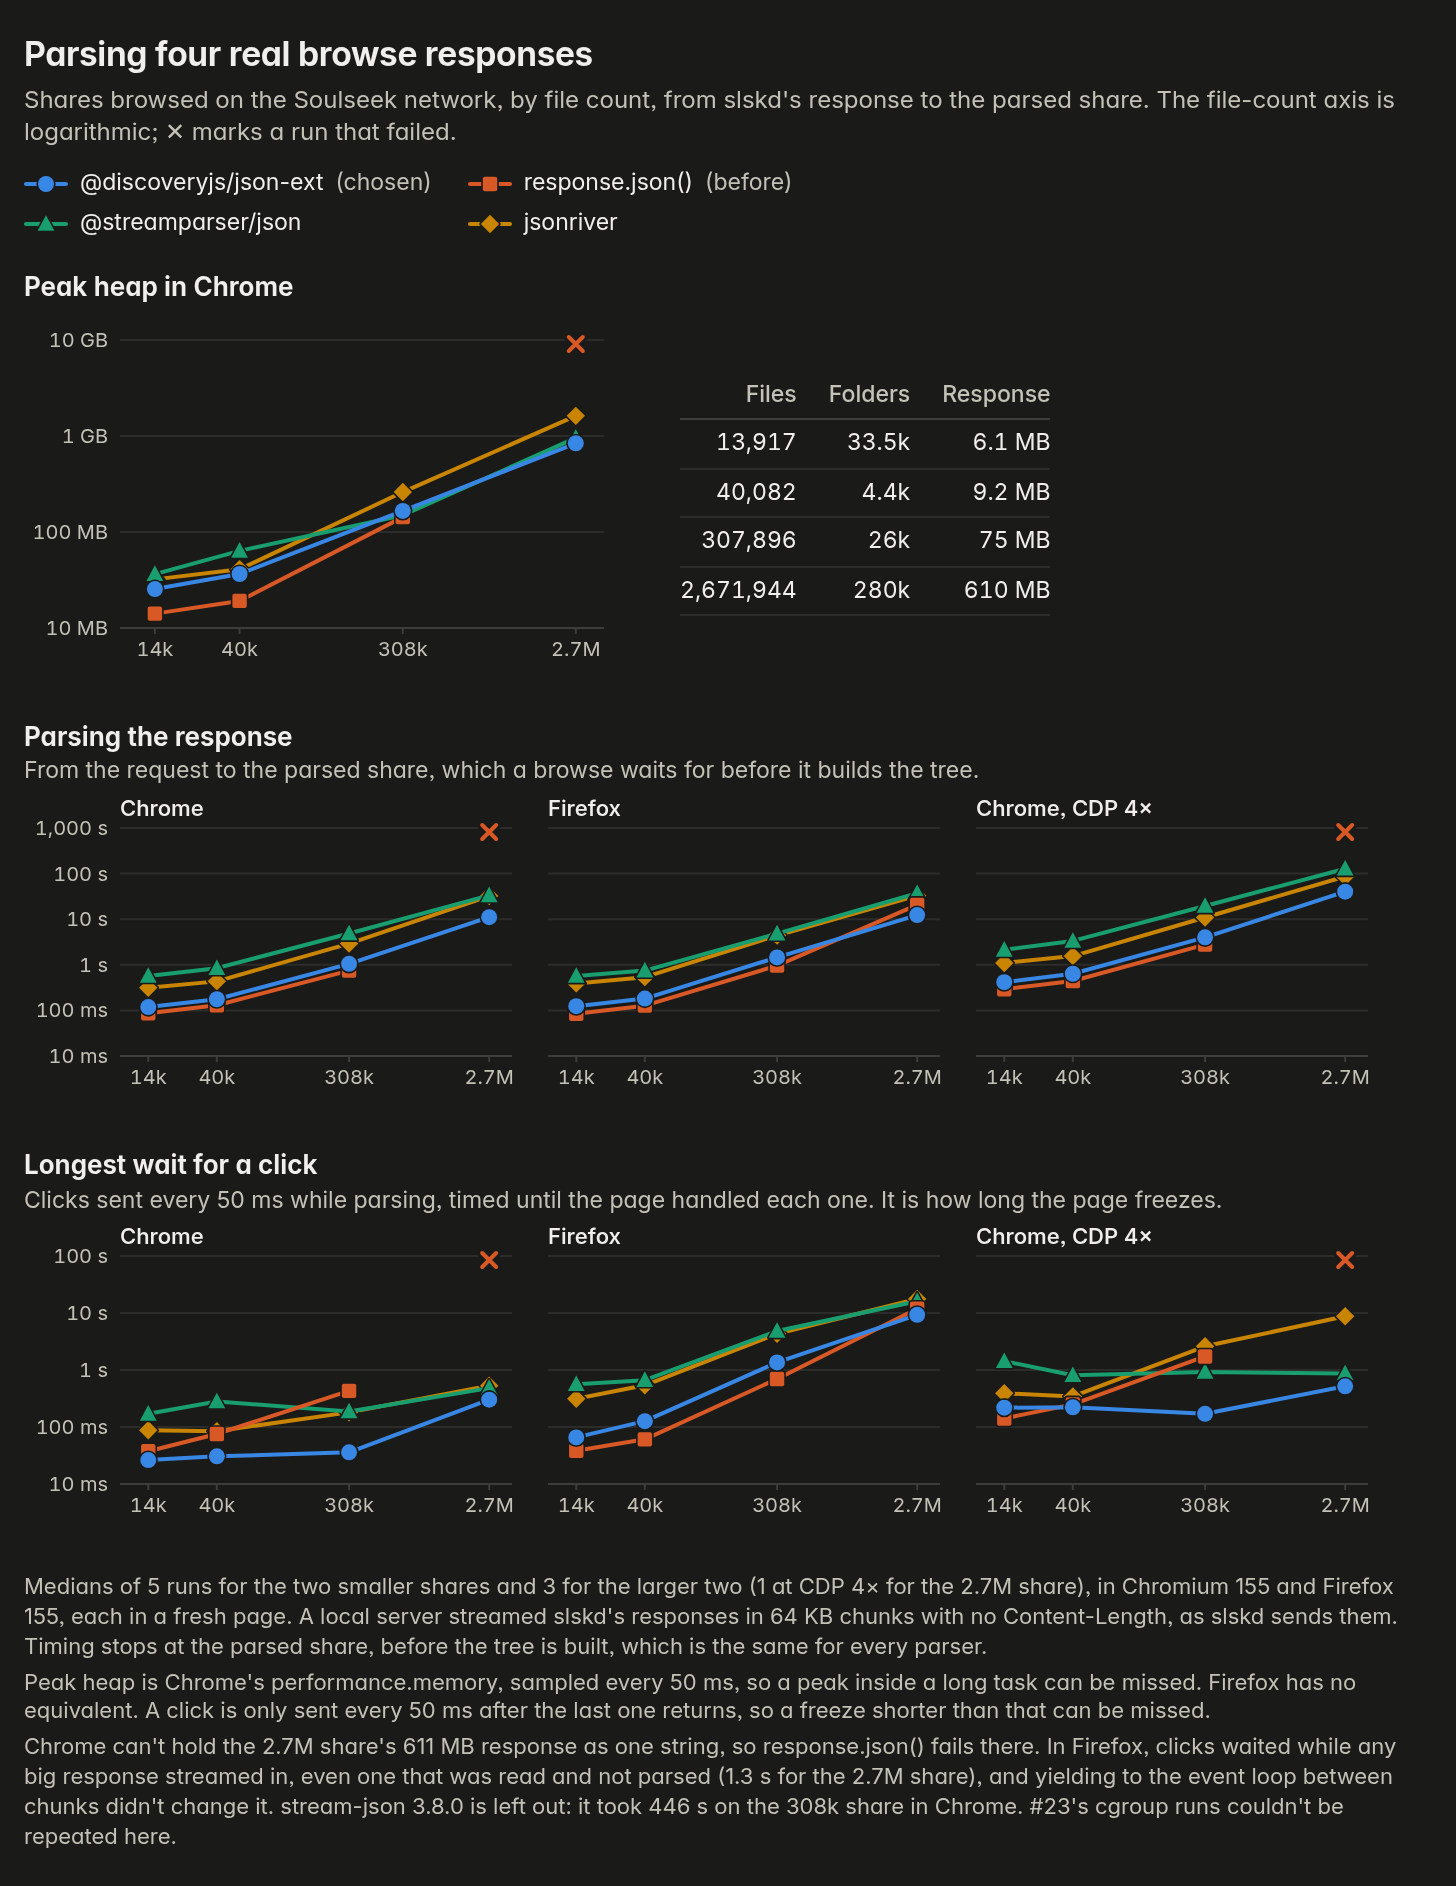 Parsing four real browse responses
Shares browsed on the Soulseek network, by file count, from slskd's response to the parsed share. The file-count axis is
logarithmic; ✕ marks a run that failed.
@discoveryjs/json-ext (chosen)
response.json() (before)
@streamparser/json
jsonriver
Peak heap in Chrome
10 GB
1 GB
100 MB
10 MB
14k 40k 308k 2.7M
Files Folders Response
13,917 33.5k 6.1 MB
40,082 4.4k 9.2 MB
307,896 26k 75 MB
2,671,944 280k 610 MB
Parsing the response
From the request to the parsed share, which a browse waits for before it builds the tree.
Chrome Firefox Chrome, CDP 4×
1,000 s
100 s
10 s
1 s
100 ms
10 ms
14k 40k 308k 2.7M 14k 40k 308k 2.7M 14k 40k 308k 2.7M
Longest wait for a click
Clicks sent every 50 ms while parsing, timed until the page handled each one. It is how long the page freezes.
Chrome Firefox Chrome, CDP 4×
100 s
10 s
1 s
100 ms
10 ms
14k 40k 308k 2.7M 14k 40k 308k 2.7M 14k 40k 308k 2.7M
Medians of 5 runs for the two smaller shares and 3 for the larger two (1 at CDP 4× for the 2.7M share), in Chromium 155 and Firefox
155, each in a fresh page. A local server streamed slskd's responses in 64 KB chunks with no Content-Length, as slskd sends them.
Timing stops at the parsed share, before the tree is built, which is the same for every parser.
Peak heap is Chrome's performance.memory, sampled every 50 ms, so a peak inside a long task can be missed. Firefox has no
equivalent. A click is only sent every 50 ms after the last one returns, so a freeze shorter than that can be missed.
Chrome can't hold the 2.7M share's 611 MB response as one string, so response.json() fails there. In Firefox, clicks waited while any
big response streamed in, even one that was read and not parsed (1.3 s for the 2.7M share), and yielding to the event loop between
chunks didn't change it. stream-json 3.8.0 is left out: it took 446 s on the 308k share in Chrome. #23's cgroup runs couldn't be
repeated here.